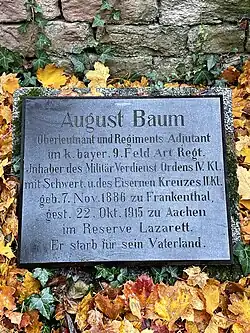 August Baum
Oberleutnant und Regiments Adjutant
im k. bayer. 9. Feld Art. Regt.
Inhaber des Militär Verdienst Ordens IV. Kl.
mit Schwert. u. des Eisernen Kreuzes II. Kl.
geb. 7. Nov. 1886 zu Frankenthal,
gest. 22. Okt. 1915 zu Aachen
im Reserve Lazarett.
Er starb für sein Vaterland.